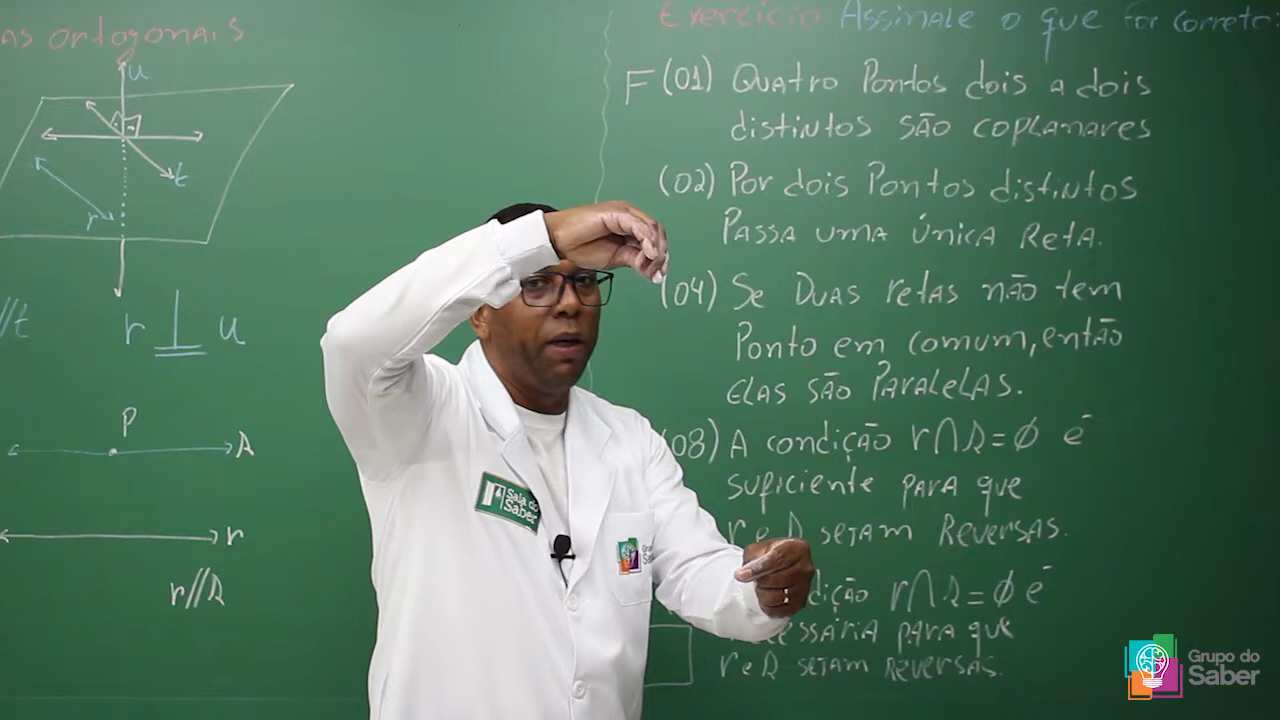 as ortogonais
u
t
r
//t
r ⊥ u
P
s
r
r//s
Exercício Assinale o que for correto:
F (01) Quatro Pontos dois a dois
distintos são coplanares
(02) Por dois Pontos distintos
Passa uma única Reta.
(04) Se Duas retas não tem
Ponto em comum, então
Elas são Paralelas.
(08) A condição r∩s=∅ é
suficiente para que
r e s sejam Reversas.
dição r∩s=∅ é
essária para que
r e s sejam Reversas.
Sala do
Saber
Grupo do
Saber